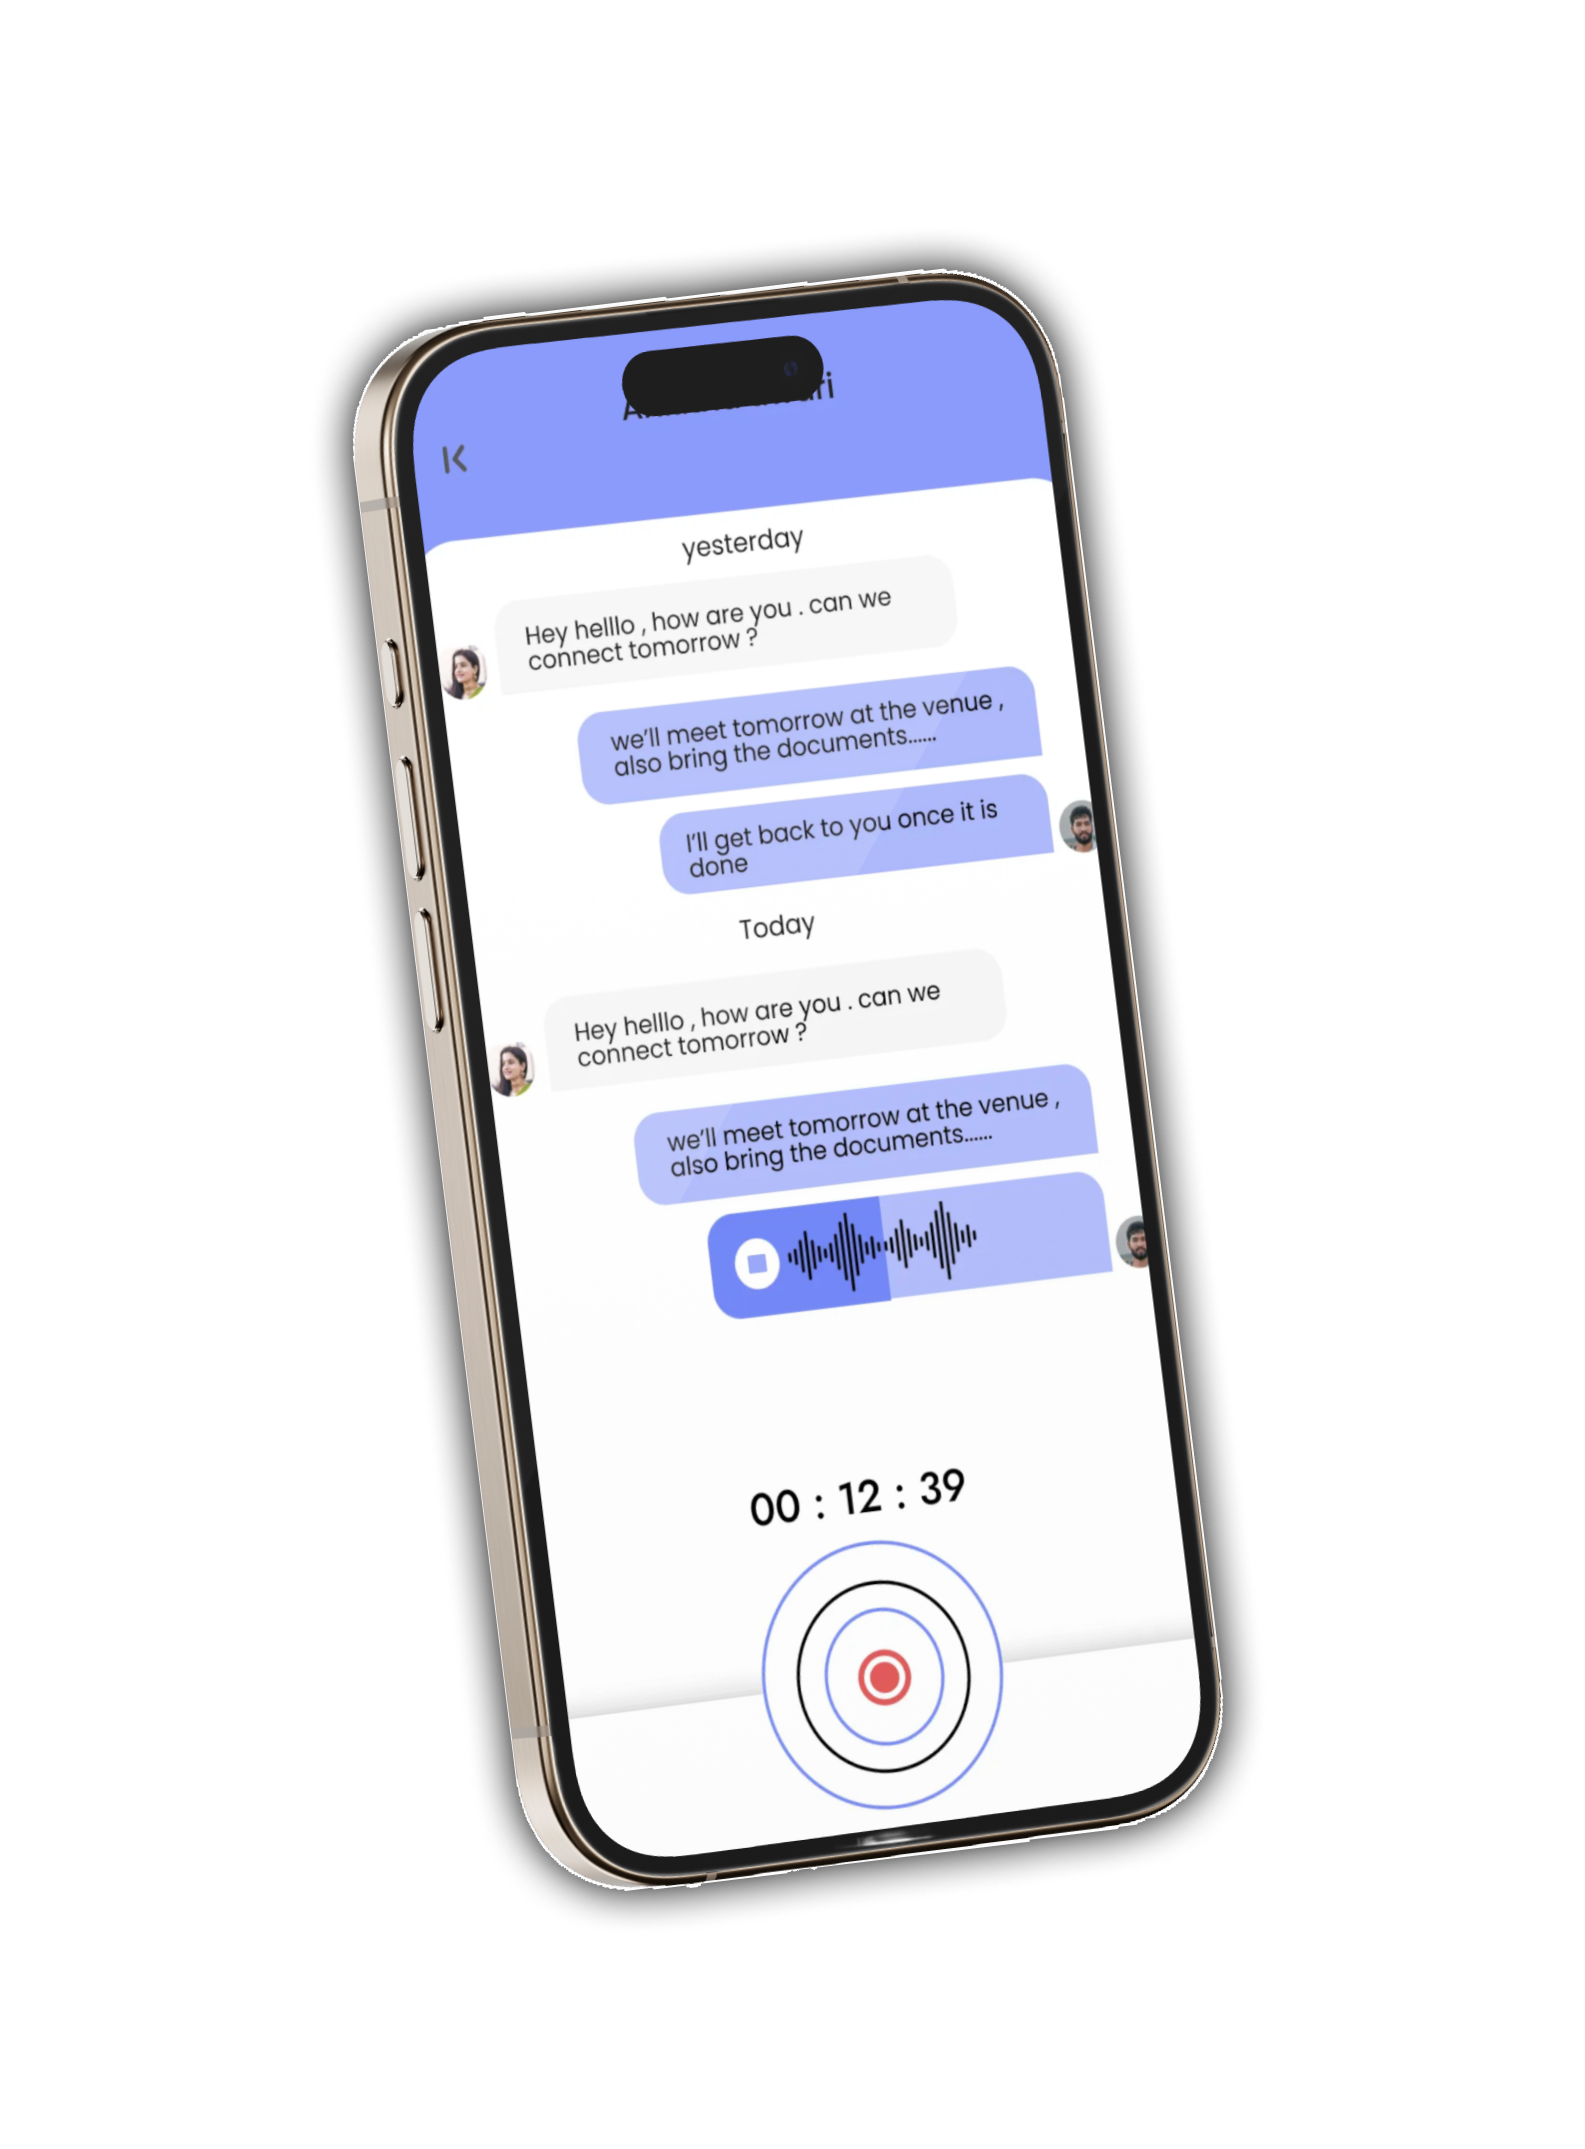 yesterday
Hey helllo , how are you . can we
connect tomorrow ?
we’ll meet tomorrow at the venue ,
also bring the documents......
I’ll get back to you once it is
done
Today
Hey helllo , how are you . can we
connect tomorrow ?
we’ll meet tomorrow at the venue ,
also bring the documents......
00 : 12 : 39